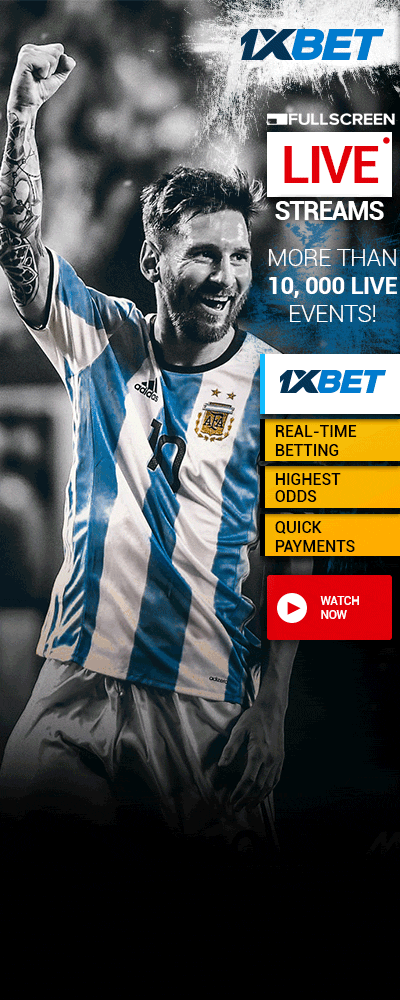 1XBET
FULLSCREEN
LIVE
STREAMS
MORE THAN
10, 000 LIVE
EVENTS!
adidas
AFA
10
1XBET
REAL-TIME
BETTING
HIGHEST
ODDS
QUICK
PAYMENTS
WATCH
NOW